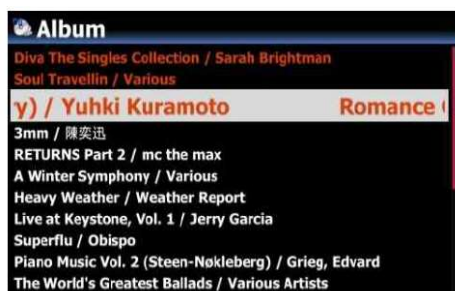 Album
Diva The Singles Collection / Sarah Brightman
Soul Travellin / Various
y) / Yuhki Kuramoto Romance
3mm / 陳奕迅
RETURNS Part 2 / mc the max
A Winter Symphony / Various
Heavy Weather / Weather Report
Live at Keystone, Vol. 1 / Jerry Garcia
Superflu / Obispo
Piano Music Vol. 2 (Steen-Nøkleberg) / Grieg, Edvard
The World's Greatest Ballads / Various Artists